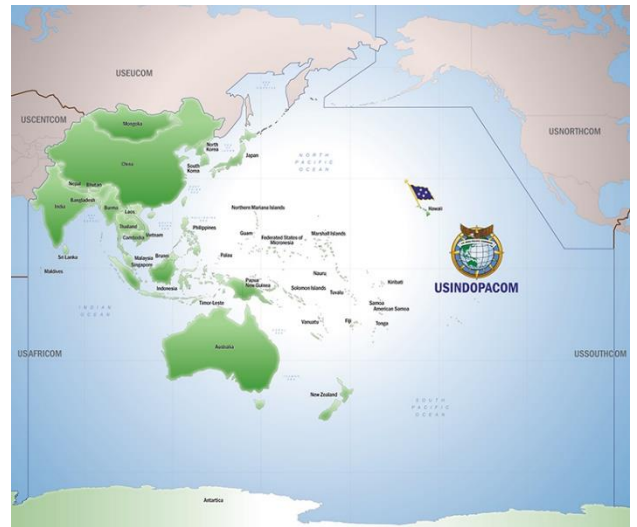 USEUCOM
USCENTCOM
USNORTHCOM
Mongolia
North
Korea
Japan
China
South
Korea
NORTH
PACIFIC
OCEAN
Nepal
Bhutan
Bangladesh
India
Burma
Laos
Hawaii
Northern Mariana Islands
Thailand
Vietnam
Philippines
Guam
Federated States of
Micronesia
Marshall Islands
Cambodia
Sri Lanka
Malaysia
Brunei
Palau
Singapore
Maldives
USINDOPACOM
Nauru
Kiribati
Indonesia
Papua
New Guinea
Solomon Islands
Tuvalu
Timor-Leste
Samoa
American Samoa
INDIAN
OCEAN
Vanuatu
Fiji
Tonga
Australia
USAFRICOM
USSOUTHCOM
New Zealand
SOUTH
PACIFIC
OCEAN